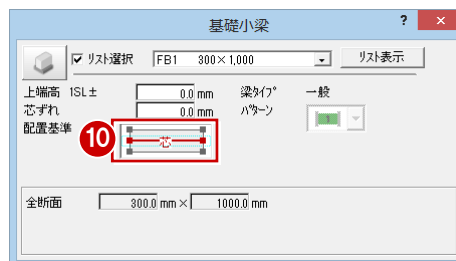 基礎小梁 ? ×
リスト選択 FB1 300×1,000 リスト表示
上端高 1SL± 0.0 mm 梁タイプ 一般
芯ずれ 0.0 mm パターン 1
配置基準 10 芯
全断面 300.0 mm × 1000.0 mm